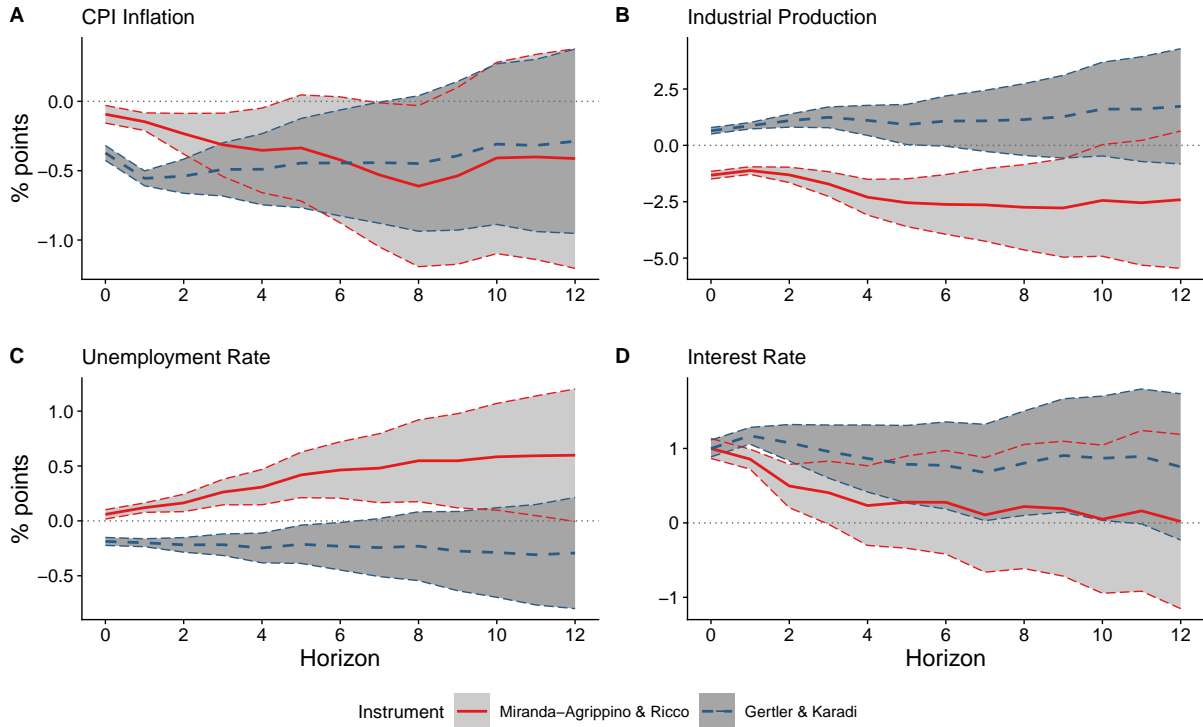 A CPI Inflation
% points
0.0
−0.5
−1.0
0 2 4 6 8 10 12
B Industrial Production
2.5
0.0
−2.5
−5.0
0 2 4 6 8 10 12
C Unemployment Rate
% points
1.0
0.5
0.0
−0.5
0 2 4 6 8 10 12
Horizon
D Interest Rate
1
0
−1
0 2 4 6 8 10 12
Horizon
Instrument Miranda−Agrippino & Ricco Gertler & Karadi